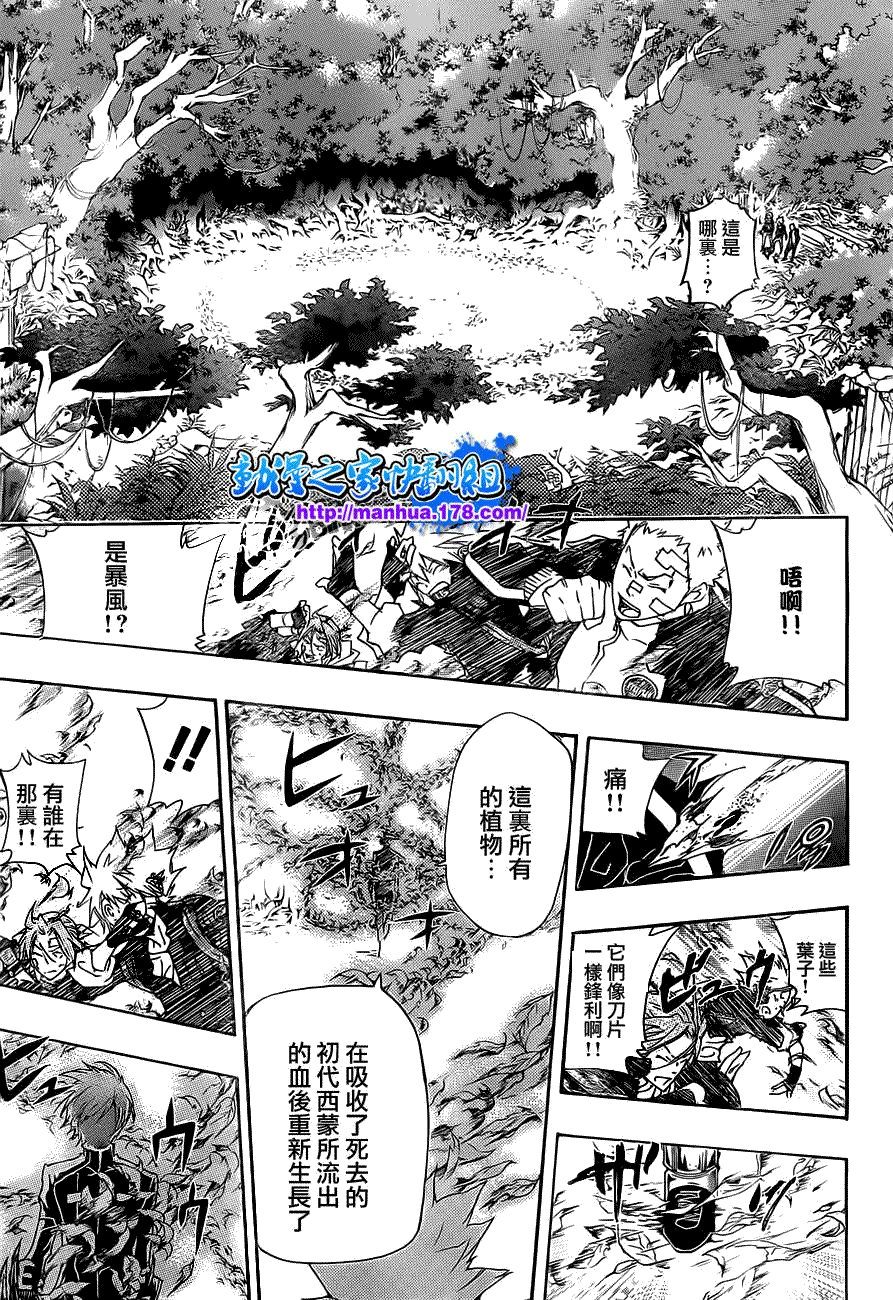 這是
哪裏…?
動漫之家快翻組
http://manhua.178.com/
唔啊!!
是暴風!?
痛!!
這些
葉子!
它們像刀片
一樣鋒利啊!!
這裏所有
的植物…
在吸收了死去的
初代西蒙所流出
的血後重新生長了
!!
有誰在
那裏!!